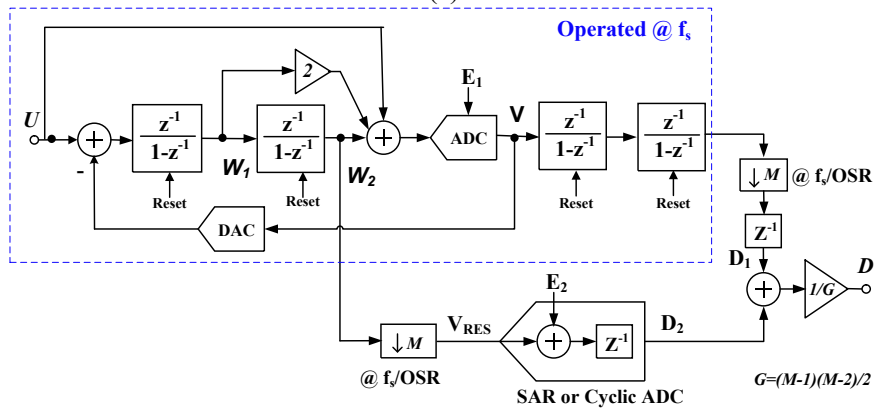 Operated @ fₛ
U
-
+
z⁻¹
1-z⁻¹
Reset
W₁
2
z⁻¹
1-z⁻¹
Reset
W₂
+
E₁
ADC
V
DAC
z⁻¹
1-z⁻¹
Reset
z⁻¹
1-z⁻¹
Reset
↓ M
@ fₛ/OSR
Z⁻¹
D₁
+
1/G
D
↓ M
@ fₛ/OSR
V_RES
E₂
+
Z⁻¹
D₂
SAR or Cyclic ADC
G=(M-1)(M-2)/2